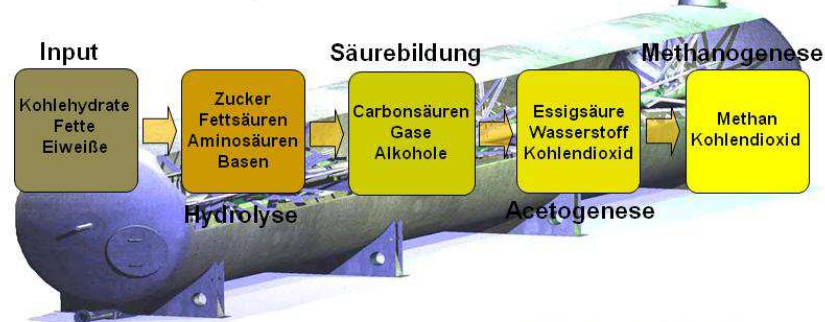 Input
Kohlehydrate
Fette
Eiweiße
Zucker
Fettsäuren
Aminosäuren
Basen
Hydrolyse
Säurebildung
Carbonsäuren
Gase
Alkohole
Essigsäure
Wasserstoff
Kohlendioxid
Acetogenese
Methanogenese
Methan
Kohlendioxid